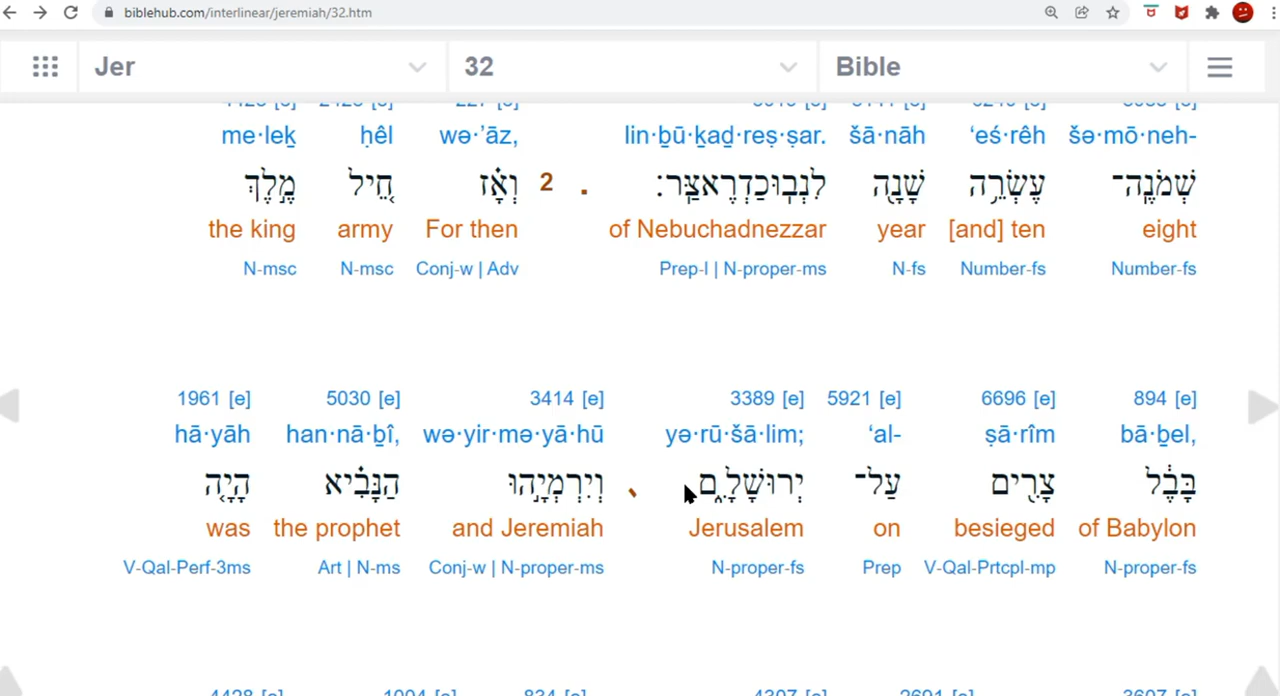 biblehub.com/interlinear/jeremiah/32.htm
Jer 32 Bible
me·leḵ ḥêl wə·’āz, lin·ḇū·ḵaḏ·reṣ·ṣar. šā·nāh ‘eś·rêh šə·mō·neh-
שְׁמֹנֶֽה־ עֶשְׂרֵ֥ה שָׁנָ֖ה לִנְבֽוּכַדְרֶאצַּֽר׃ . 2 וְאָ֗ז חֵ֚יל מֶ֣לֶךְ
the king army For then of Nebuchadnezzar year [and] ten eight
N-msc N-msc Conj-w | Adv Prep-l | N-proper-ms N-fs Number-fs Number-fs
1961 [e] 5030 [e] 3414 [e] 3389 [e] 5921 [e] 6696 [e] 894 [e]
hā·yāh han·nā·ḇî, wə·yir·mə·yā·hū yə·rū·šā·lim; ‘al- ṣā·rîm bā·ḇel,
בָּבֶ֔ל צָרִ֖ים עַל־ יְרוּשָׁלִָ֑ם 、 וְיִרְמְיָ֣הוּ הַנָּבִ֗יא הָיָ֤ה
was the prophet and Jeremiah Jerusalem on besieged of Babylon
V-Qal-Perf-3ms Art | N-ms Conj-w | N-proper-ms N-proper-fs Prep V-Qal-Prtcpl-mp N-proper-fs